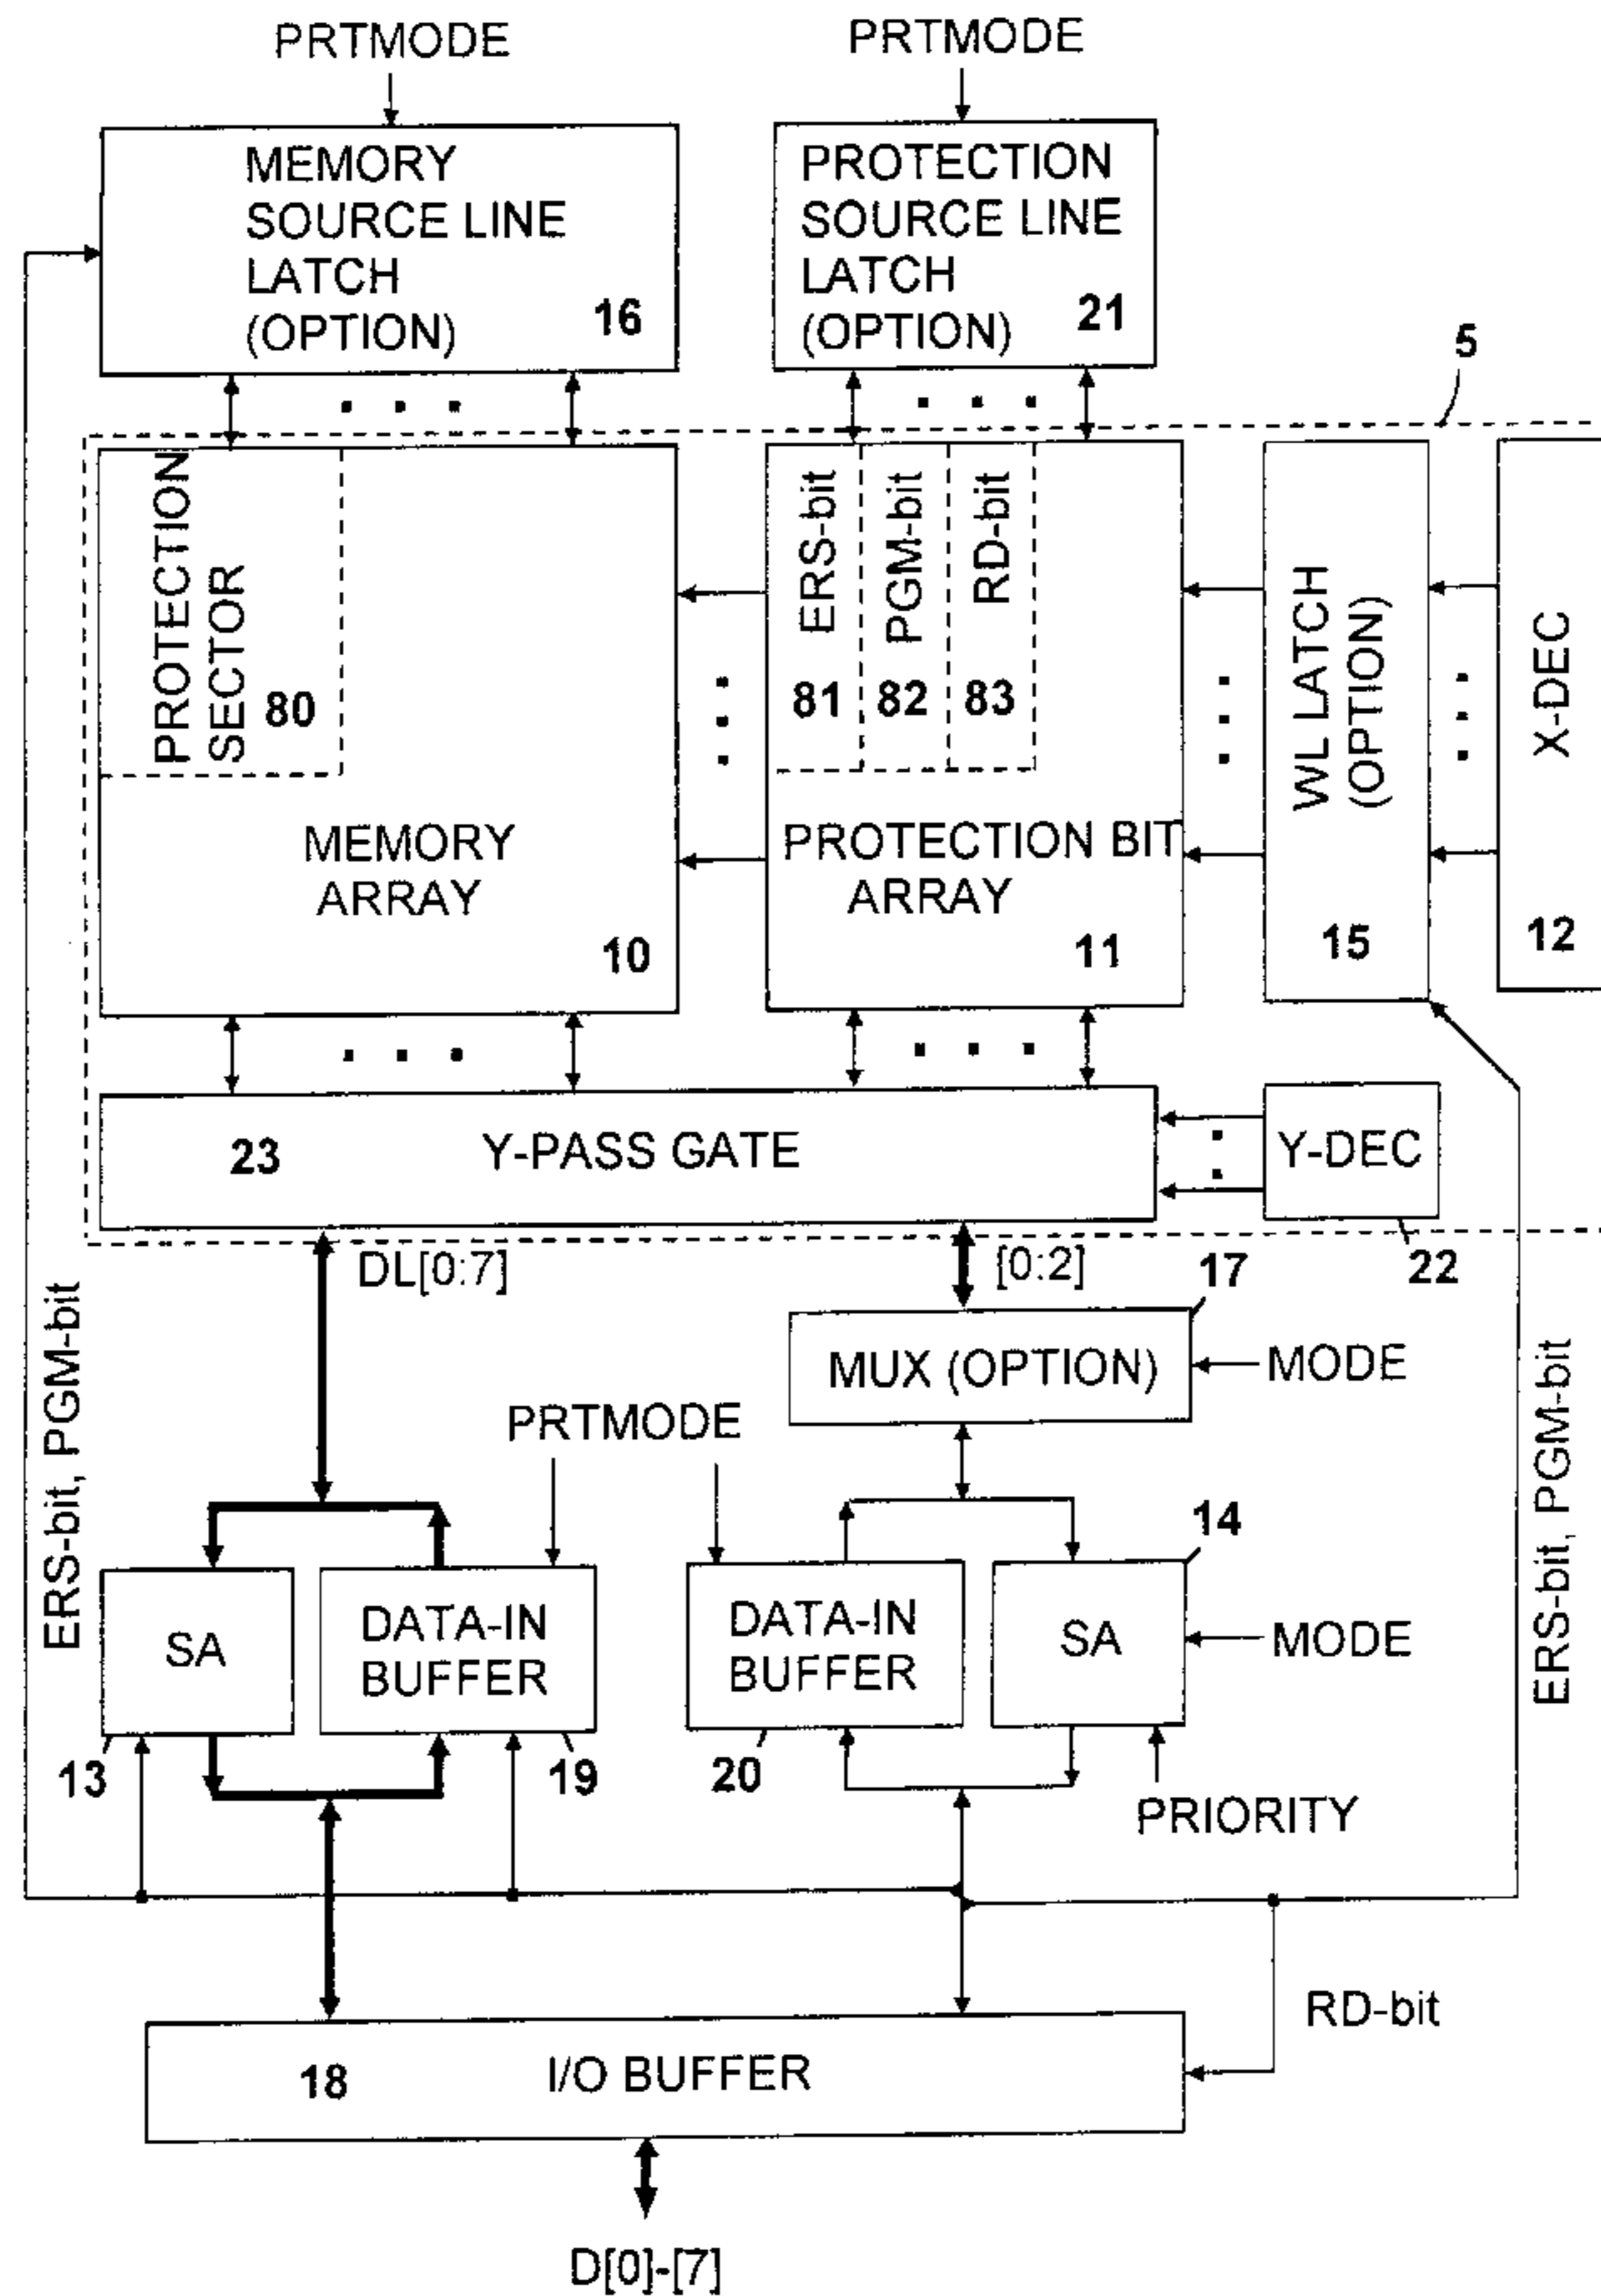 PRTMODE
PRTMODE
MEMORY
SOURCE LINE
LATCH
(OPTION)
16
PROTECTION
SOURCE LINE
LATCH
(OPTION)
21
5
PROTECTION
SECTOR
80
MEMORY
ARRAY
10
ERS-bit
81
PGM-bit
82
RD-bit
83
PROTECTION BIT
ARRAY
11
WL LATCH
(OPTION)
15
X-DEC
12
23
Y-PASS GATE
Y-DEC
22
DL[0:7]
[0:2]
17
MUX (OPTION)
MODE
ERS-bit, PGM-bit
ERS-bit, PGM-bit
PRTMODE
14
SA
DATA-IN
BUFFER
DATA-IN
BUFFER
SA
MODE
13
19
20
PRIORITY
RD-bit
18
I/O BUFFER
D[0]-[7]